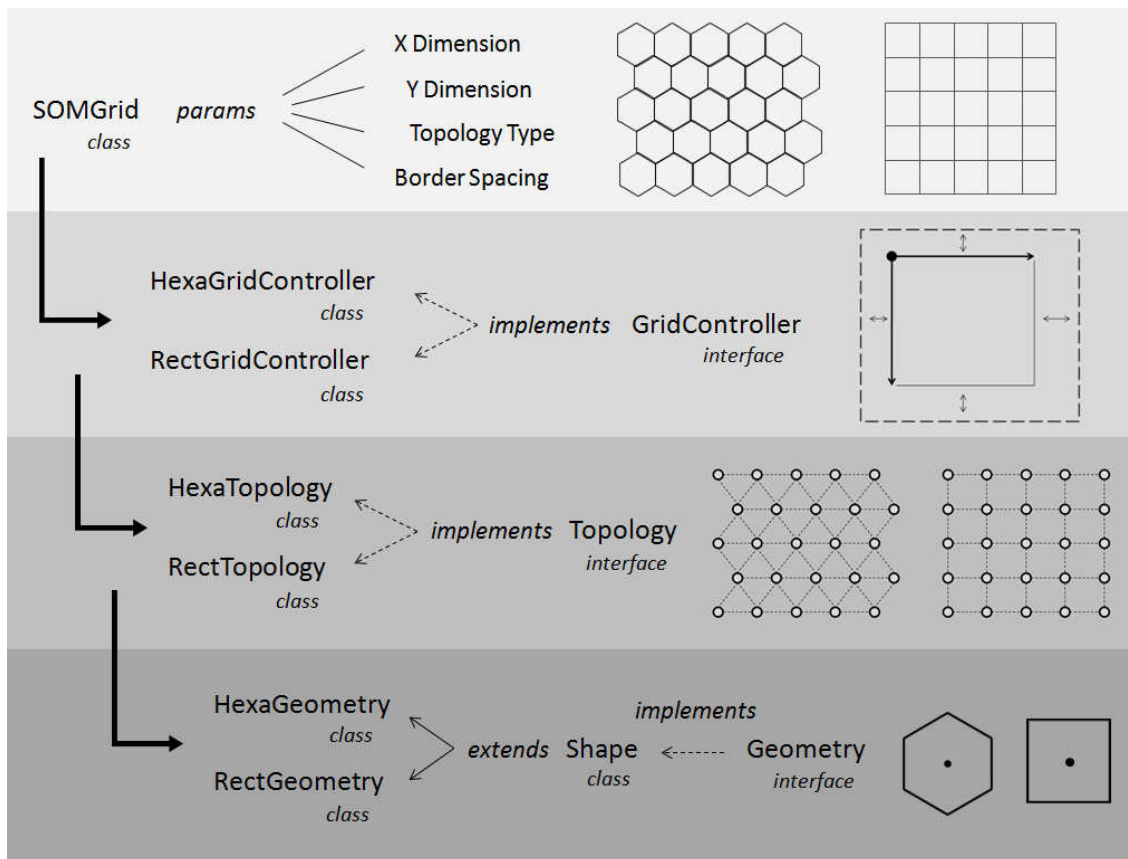 X Dimension
Y Dimension
SOMGrid params
class
Topology Type
Border Spacing
HexaGridController
class
implements GridController
interface
RectGridController
class
HexaTopology
class
implements Topology
interface
RectTopology
class
HexaGeometry
class
implements
extends Shape Geometry
class interface
RectGeometry
class